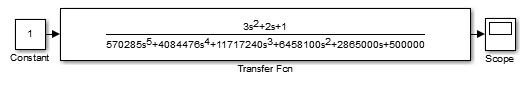 1
Constant
3s²+2s+1
570285s⁵+4084476s⁴+11717240s³+6458100s²+2865000s+500000
Transfer Fcn
Scope